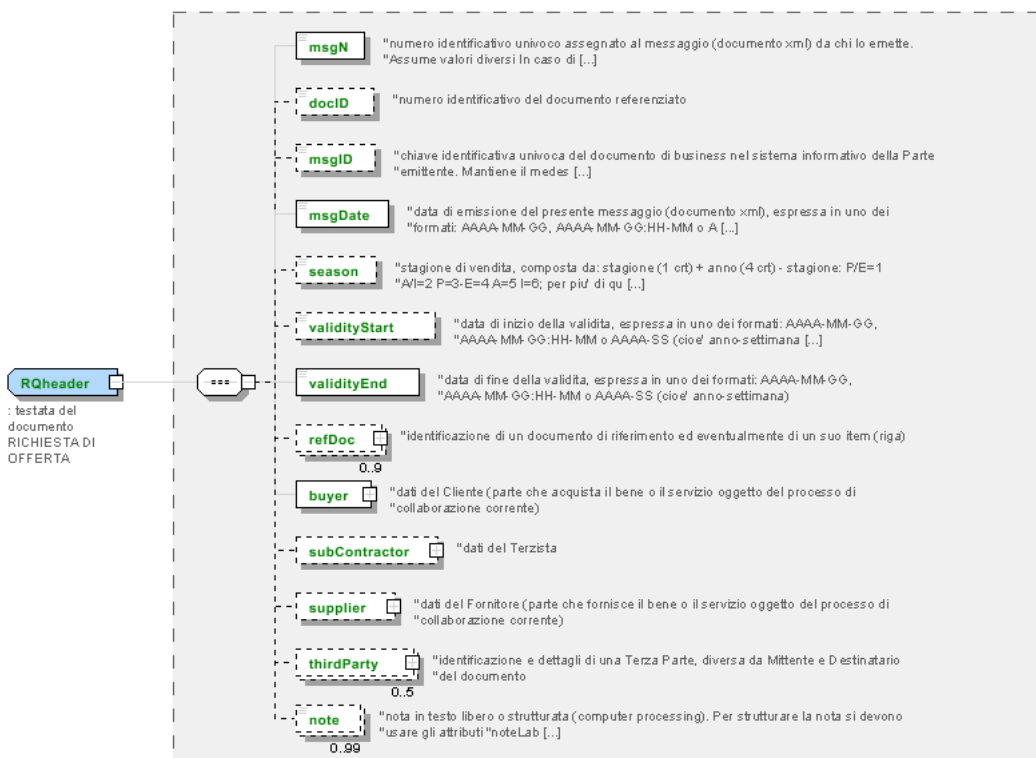 msgN
"numero identificativo univoco assegnato al messaggio (documento xml) da chi lo emette.
"Assume valori diversi In caso di [...]
docID
"numero identificativo del documento referenziato
msgID
"chiave identificativa univoca del documento di business nel sistema informativo della Parte
"emittente. Mantiene il medes [...]
msgDate
"data di emissione del presente messaggio (documento xml), espressa in uno dei
"formati: AAAA-MM-GG, AAAA-MM-GG:HH-MM o A [...]
season
"stagione di vendita, composta da: stagione (1 crt) + anno (4 crt) - stagione: P/E=1
"A/I=2 P=3-E=4 A=5 I=6; per piu' di qu [...]
validityStart
"data di inizio della validita, espressa in uno dei formati: AAAA-MM-GG,
"AAAA-MM-GG:HH-MM o AAAA-SS (cioe' anno-settimana [...]
RQheader
: testata del
documento
RICHIESTA DI
OFFERTA
validityEnd
"data di fine della validita, espressa in uno dei formati: AAAA-MM-GG,
"AAAA-MM-GG:HH-MM o AAAA-SS (cioe' anno-settimana)
refDoc
"identificazione di un documento di riferimento ed eventualmente di un suo item (riga)
0..9
buyer
"dati del Cliente (parte che acquista il bene o il servizio oggetto del processo di
"collaborazione corrente)
subContractor
"dati del Terzista
supplier
"dati del Fornitore (parte che fornisce il bene o il servizio oggetto del processo di
"collaborazione corrente)
thirdParty
"identificazione e dettagli di una Terza Parte, diversa da Mittente e Destinatario
"del documento
0..5
note
"nota in testo libero o strutturata (computer processing). Per strutturare la nota si devono
"usare gli attributi "noteLab [...]
0..99